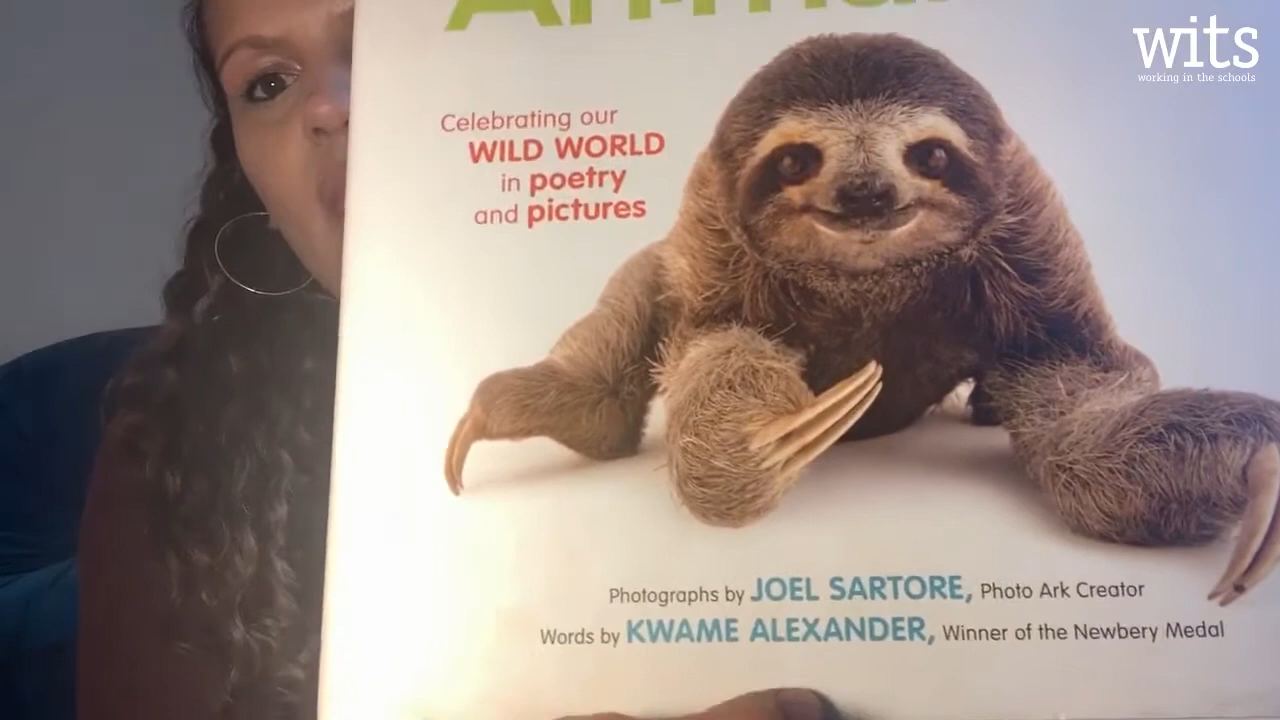 wits
working in the schools
Celebrating our
WILD WORLD
in poetry
and pictures
Photographs by JOEL SARTORE, Photo Ark Creator
Words by KWAME ALEXANDER, Winner of the Newbery Medal